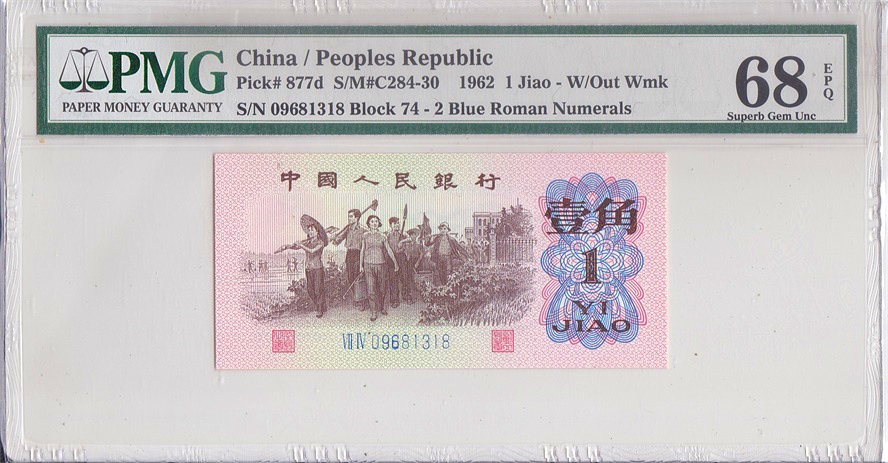 PMG
PAPER MONEY GUARANTY
China / Peoples Republic
Pick# 877d S/M#C284-30 1962 1 Jiao - W/Out Wmk
S/N 09681318 Block 74 - 2 Blue Roman Numerals
68 EPQ
Superb Gem Unc
中國人民銀行
壹角
1
YI
JIAO
Ⅶ Ⅳ 09681318